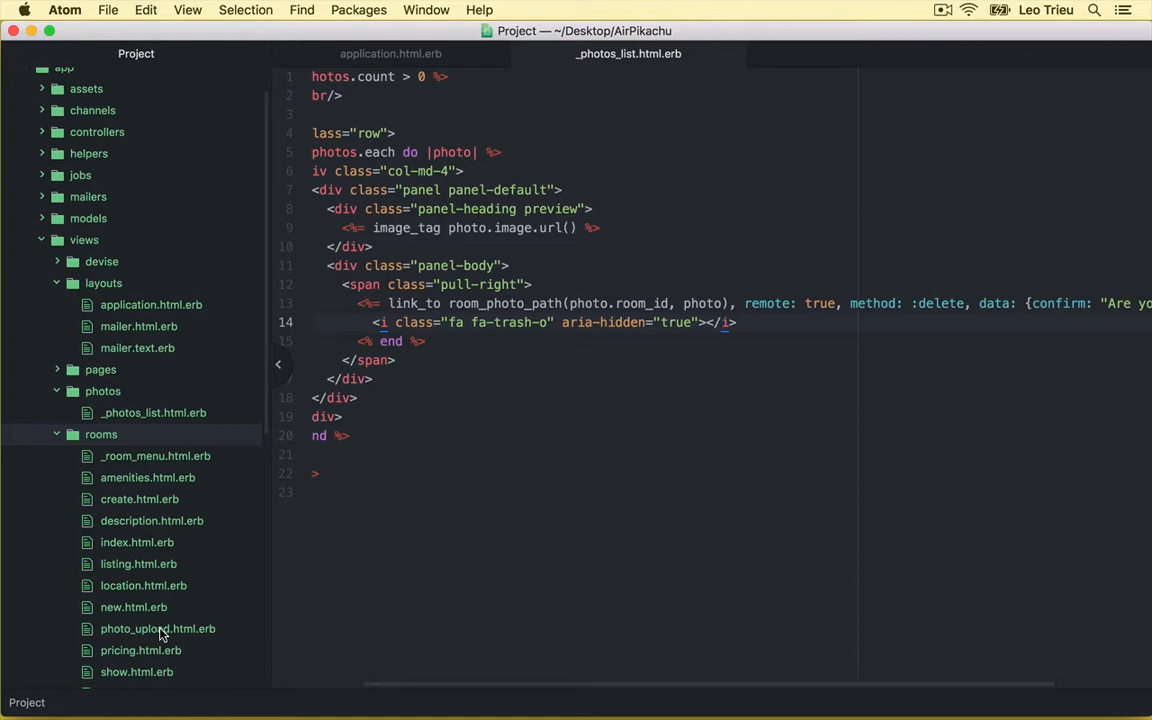 Atom File Edit View Selection Find Packages Window Help Leo Trieu
Project — ~/Desktop/AirPikachu
Project
application.html.erb
_photos_list.html.erb
app
assets
channels
controllers
helpers
jobs
mailers
models
views
devise
layouts
application.html.erb
mailer.html.erb
mailer.text.erb
pages
photos
_photos_list.html.erb
rooms
_room_menu.html.erb
amenities.html.erb
create.html.erb
description.html.erb
index.html.erb
listing.html.erb
location.html.erb
new.html.erb
photo_upload.html.erb
pricing.html.erb
show.html.erb
1 hotos.count > 0 %>
2 br/>
3
4 lass="row">
5 photos.each do |photo| %>
6 iv class="col-md-4">
7 <div class="panel panel-default">
8 <div class="panel-heading preview">
9 <%= image_tag photo.image.url() %>
10 </div>
11 <div class="panel-body">
12 <span class="pull-right">
13 <%= link_to room_photo_path(photo.room_id, photo), remote: true, method: :delete, data: {confirm: "Are yo
14 <i class="fa fa-trash-o" aria-hidden="true"></i>
15 <% end %>
16 </span>
17 </div>
18 </div>
19 div>
20 nd %>
21
22 >
23
Project